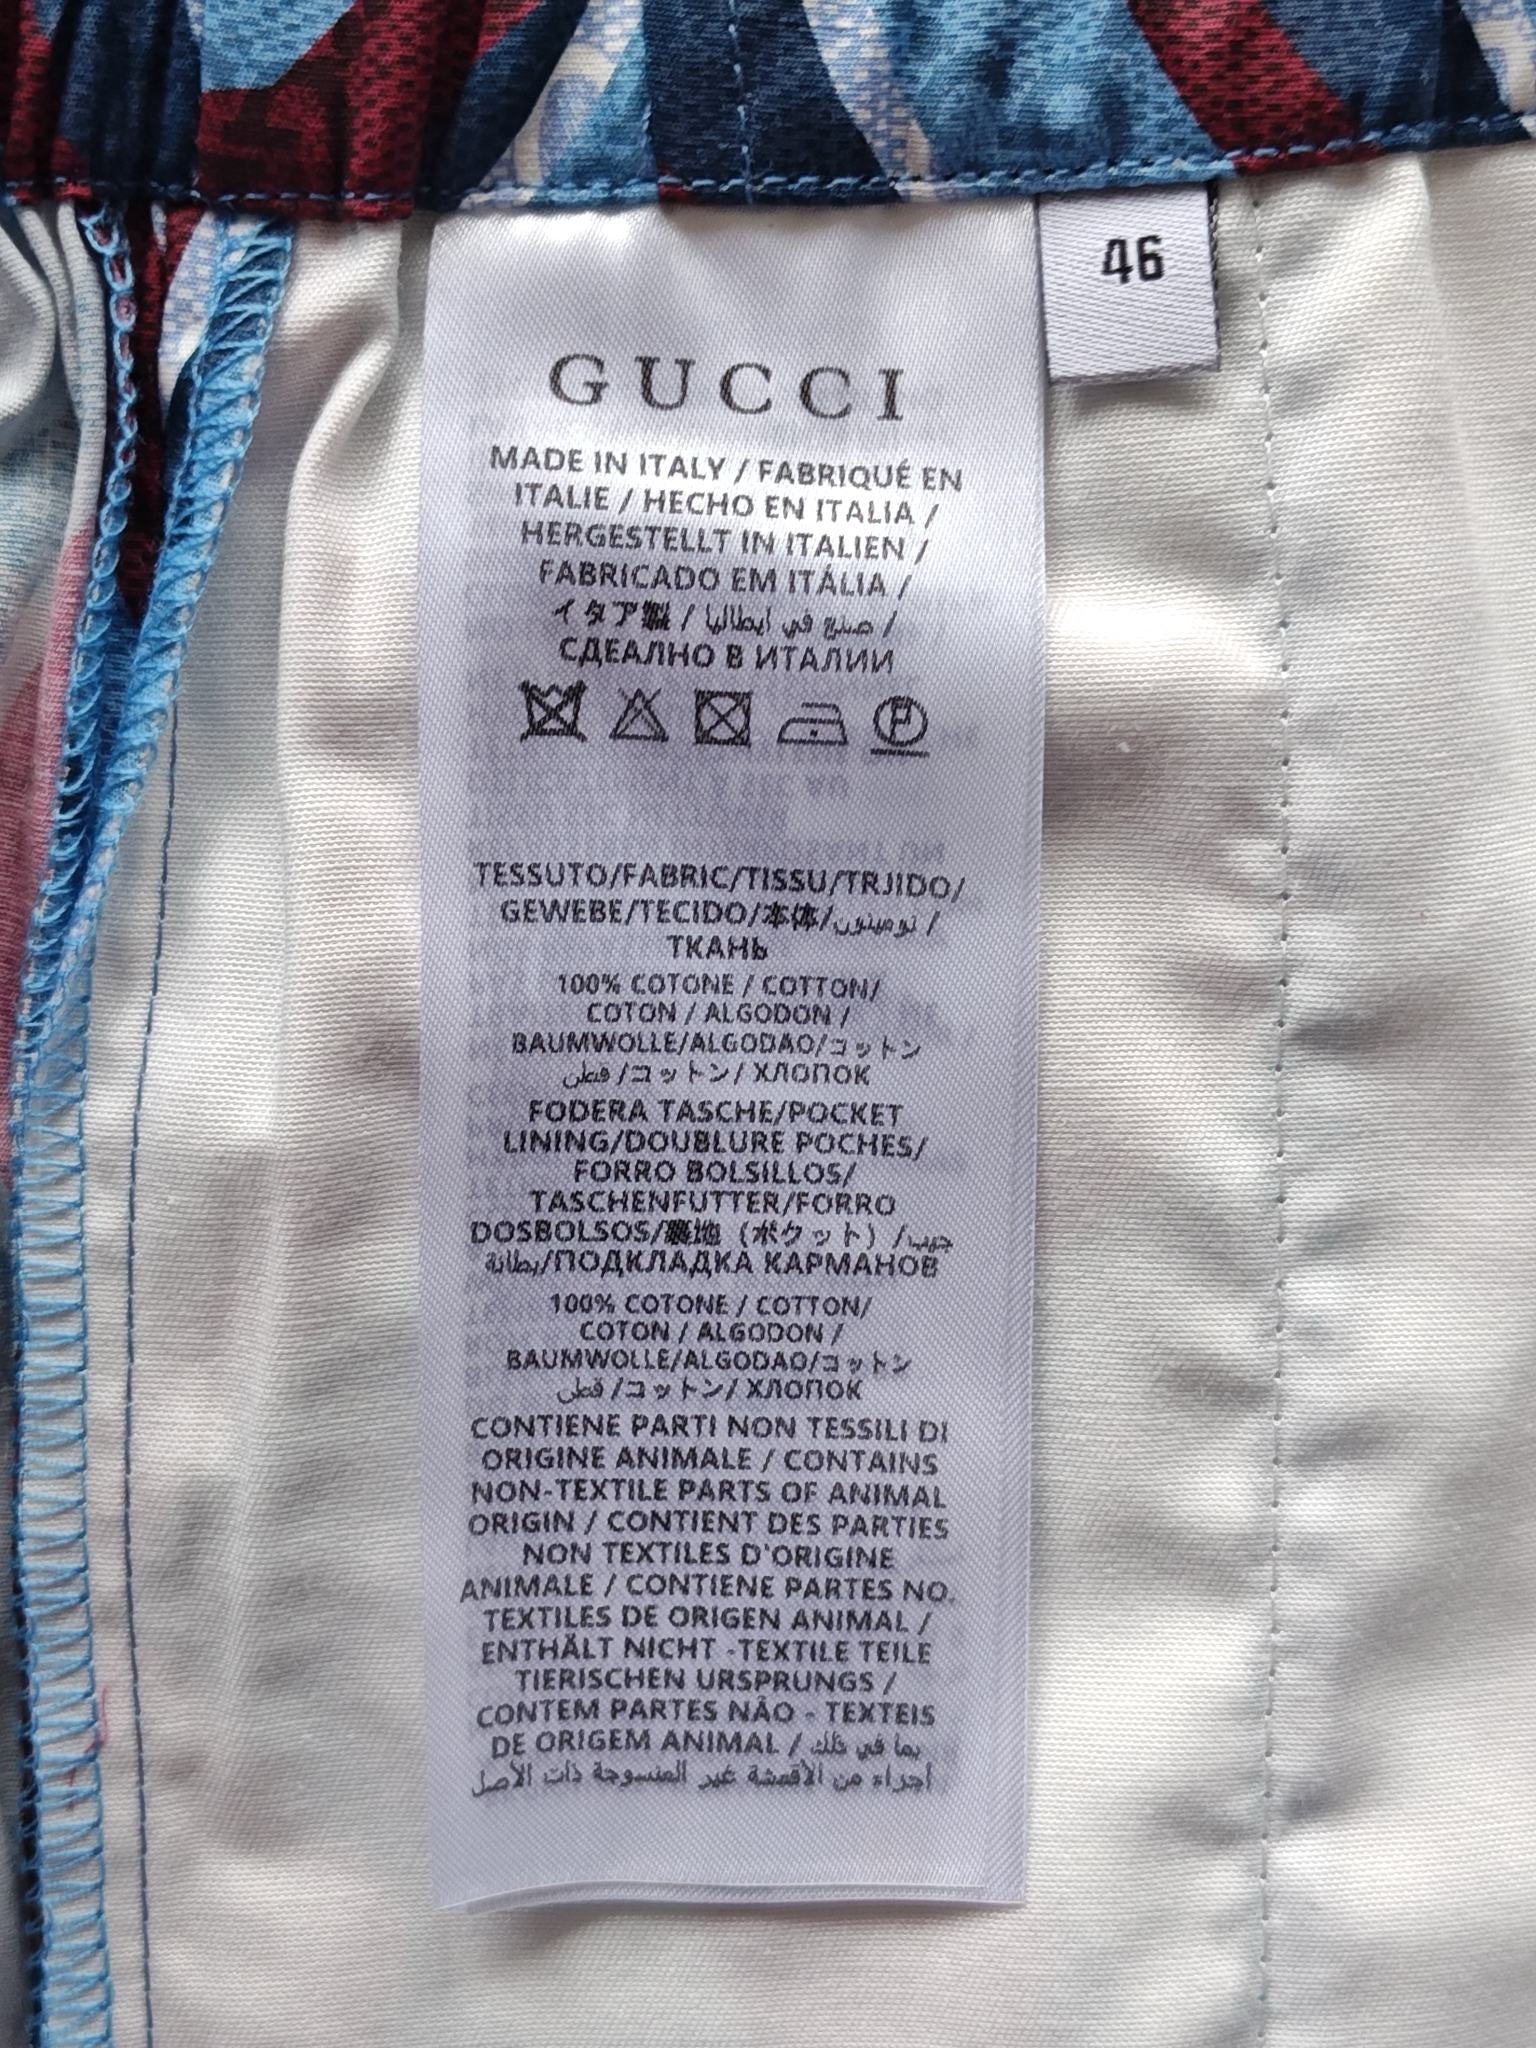 46
GUCCI
MADE IN ITALY / FABRIQUÉ EN
ITALIE / HECHO EN ITALIA /
HERGESTELLT IN ITALIEN /
FABRICADO EM ITÁLIA /
イタア製 / صنع في ايطاليا /
СДЕАЛНО В ИТАЛИИ
P
TESSUTO/FABRIC/TISSU/TRJIDO/
GEWEBE/TECIDO/本体/ /
ТКАНЬ
100% COTONE / COTTON/
COTON / ALGODON /
BAUMWOLLE/ALGODAO/コットン
قطن /コットン/ ХЛОПОК
FODERA TASCHE/POCKET
LINING/DOUBLURE POCHES/
FORRO BOLSILLOS/
TASCHENFUTTER/FORRO
DOSBOLSOS/裏地 (ポクット) /جيب
بطانة/ПОДКЛАДКА КАРМАНОВ
100% COTONE / COTTON/
COTON / ALGODON /
BAUMWOLLE/ALGODAO/コットン
قطن /コットン/ ХЛОПОК
CONTIENE PARTI NON TESSILI DI
ORIGINE ANIMALE / CONTAINS
NON-TEXTILE PARTS OF ANIMAL
ORIGIN / CONTIENT DES PARTIES
NON TEXTILES D'ORIGINE
ANIMALE / CONTIENE PARTES NO.
TEXTILES DE ORIGEN ANIMAL /
ENTHÄLT NICHT -TEXTILE TEILE
TIERISCHEN URSPRUNGS /
CONTEM PARTES NÃO - TEXTEIS
DE ORIGEM ANIMAL / بما في ذلك
أجزاء من الأقمشة غير المنسوجة ذات الأصل